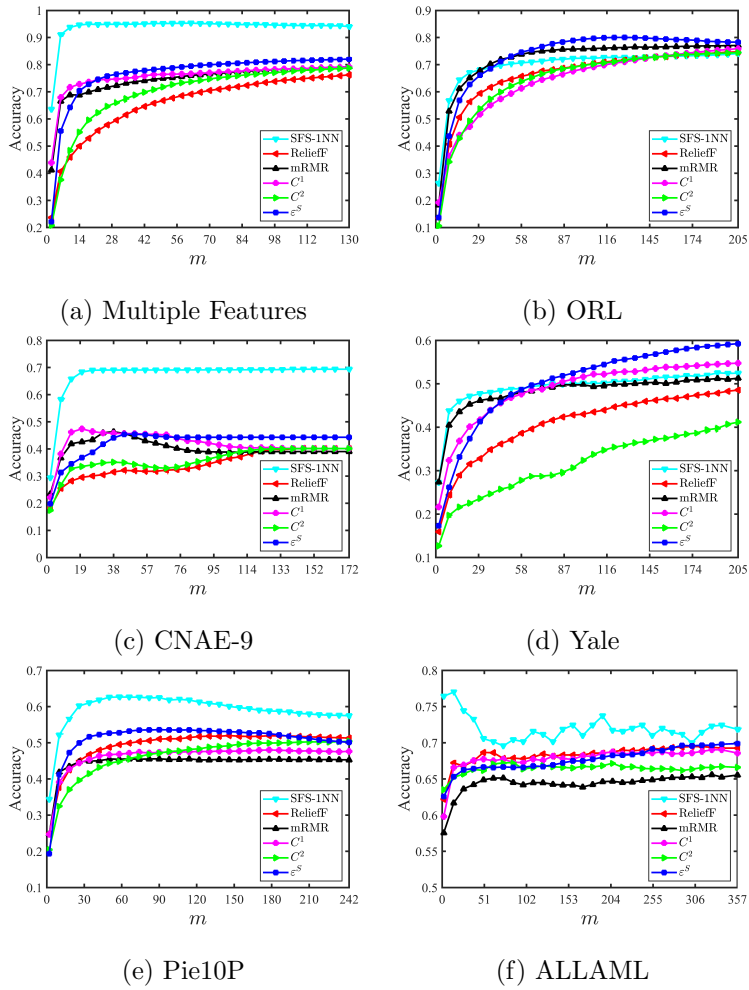 1
0.9
0.8
0.7
0.6
0.5
0.4
0.3
0.2
Accuracy
0 14 28 42 56 70 84 98 112 130
m
SFS-1NN
ReliefF
mRMR
C^1
C^2
ε^S
(a) Multiple Features
0.9
0.8
0.7
0.6
0.5
0.4
0.3
0.2
0.1
Accuracy
0 29 58 87 116 145 174 205
m
SFS-1NN
ReliefF
mRMR
C^1
C^2
ε^S
(b) ORL
0.8
0.7
0.6
0.5
0.4
0.3
0.2
0.1
0
Accuracy
0 19 38 57 76 95 114 133 152 172
m
SFS-1NN
ReliefF
mRMR
C^1
C^2
ε^S
(c) CNAE-9
0.6
0.5
0.4
0.3
0.2
0.1
Accuracy
0 29 58 87 116 145 174 205
m
SFS-1NN
ReliefF
mRMR
C^1
C^2
ε^S
(d) Yale
0.7
0.6
0.5
0.4
0.3
0.2
0.1
Accuracy
0 30 60 90 120 150 180 210 242
m
SFS-1NN
ReliefF
mRMR
C^1
C^2
ε^S
(e) Pie10P
0.8
0.75
0.7
0.65
0.6
0.55
0.5
Accuracy
0 51 102 153 204 255 306 357
m
SFS-1NN
ReliefF
mRMR
C^1
C^2
ε^S
(f) ALLAML